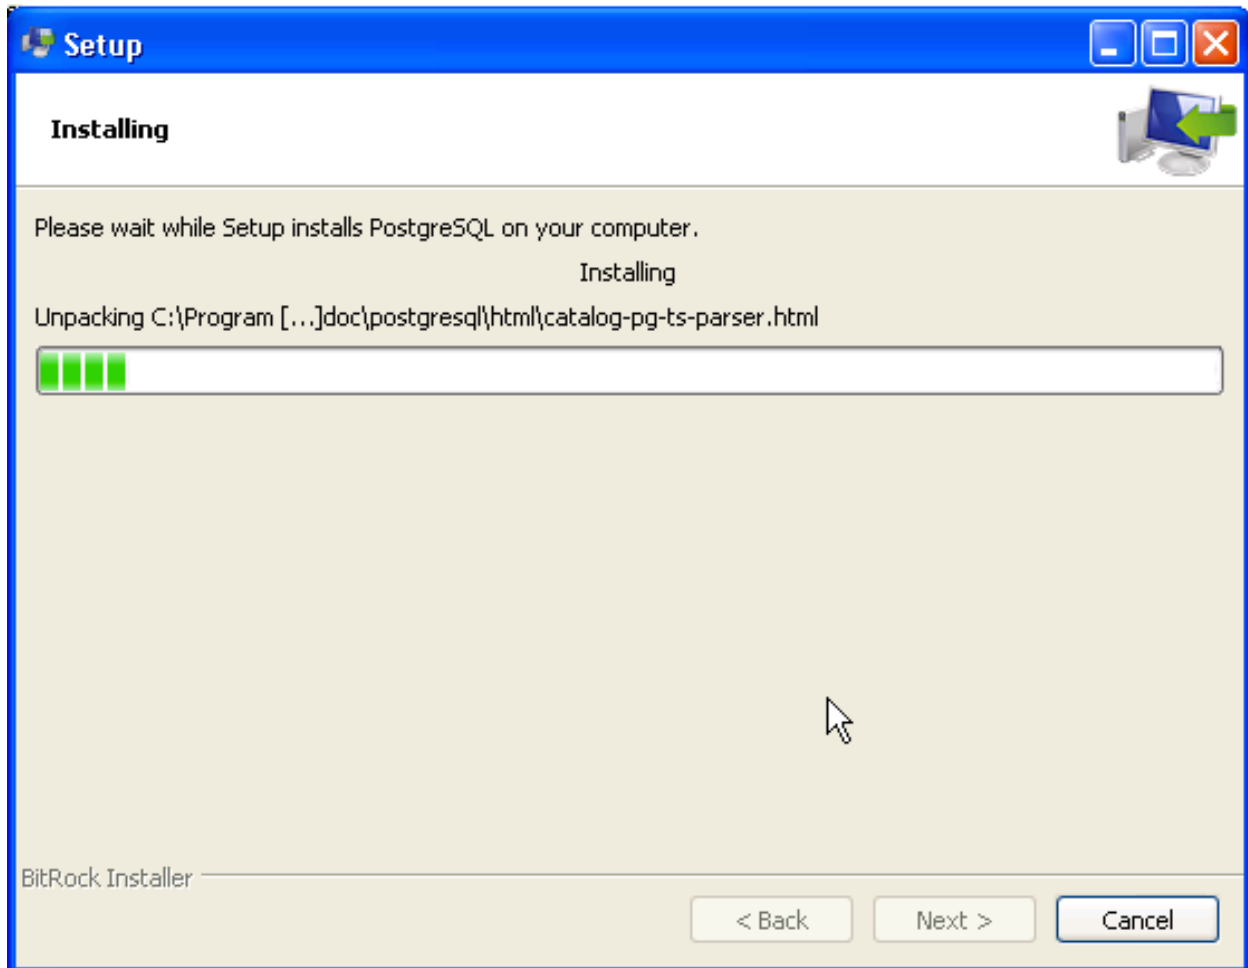 Setup
Installing
Please wait while Setup installs PostgreSQL on your computer.
Installing
Unpacking C:\Program [...]doc\postgresql\html\catalog-pg-ts-parser.html
BitRock Installer
< Back Next > Cancel